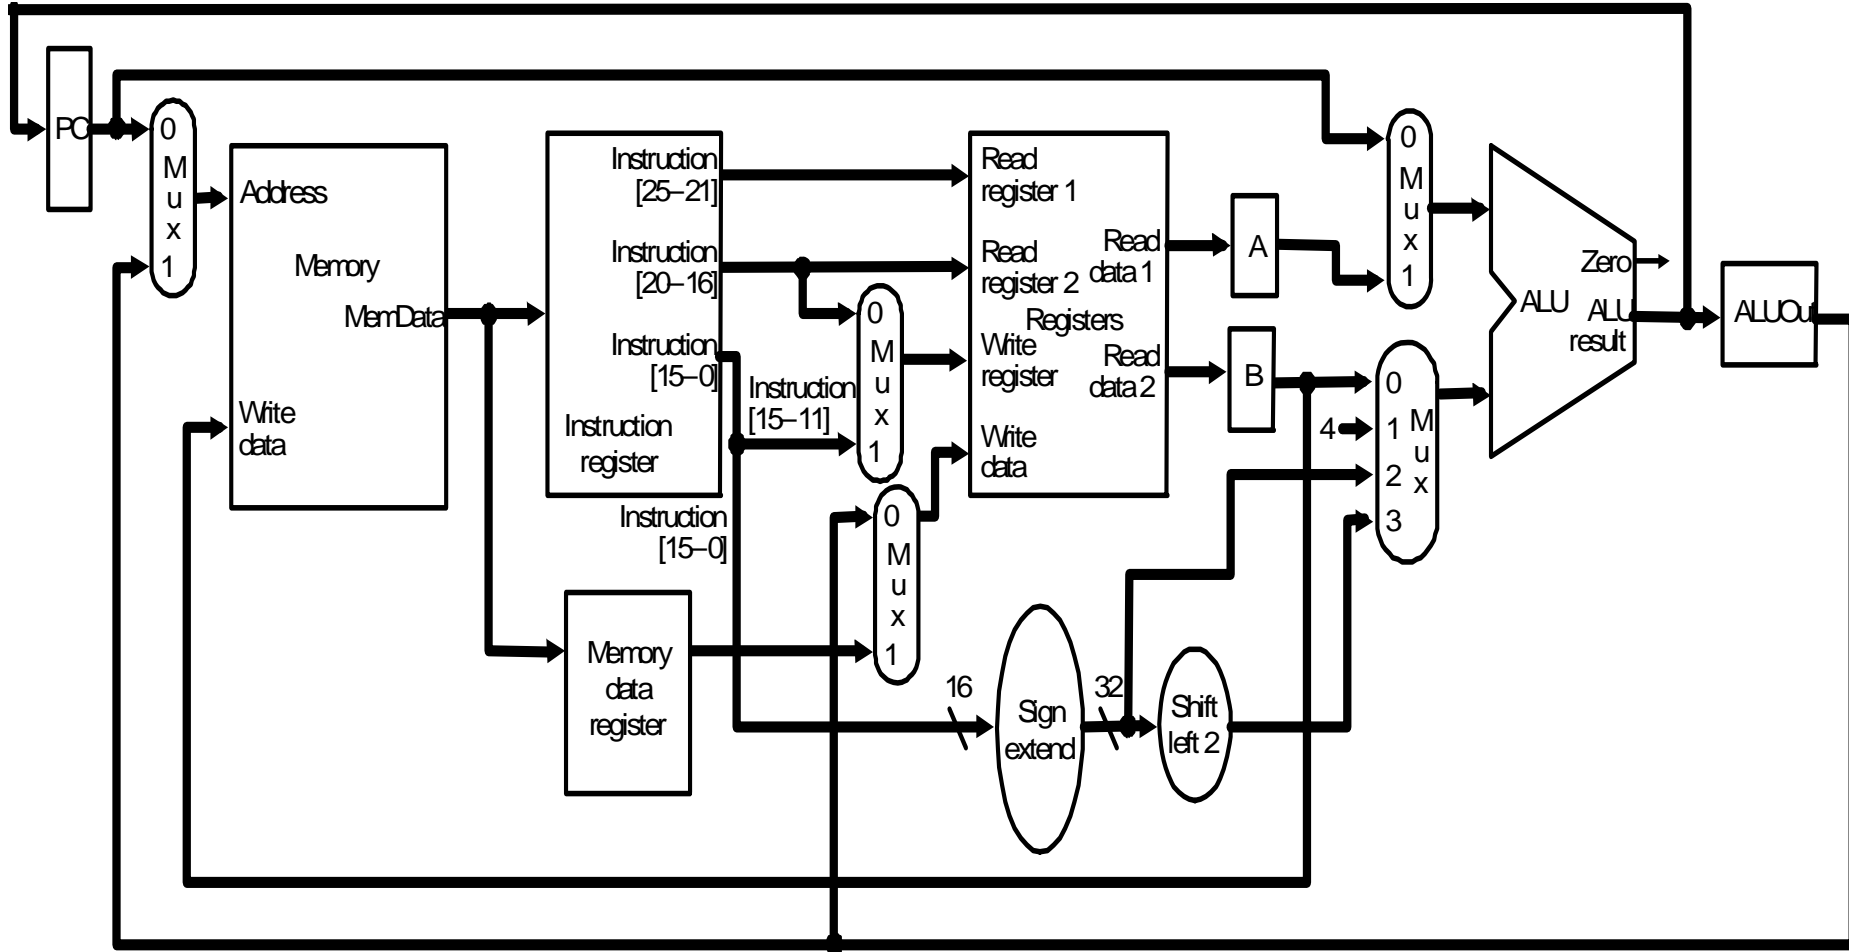 PC
0
M
u
x
1
Address
Memory
MemData
Write
data
Instruction
[25–21]
Instruction
[20–16]
Instruction
[15–0]
Instruction
register
Instruction
[15–11]
Instruction
[15–0]
Memory
data
register
0
M
u
x
1
0
M
u
x
1
Read
register 1
Read
register 2
Registers
Write
register
Write
data
Read
data 1
Read
data 2
16
Sign
extend
32
Shift
left 2
A
B
4
0
M
u
x
1
0
1
2
3
M
u
x
Zero
ALU
ALU
result
ALUOut